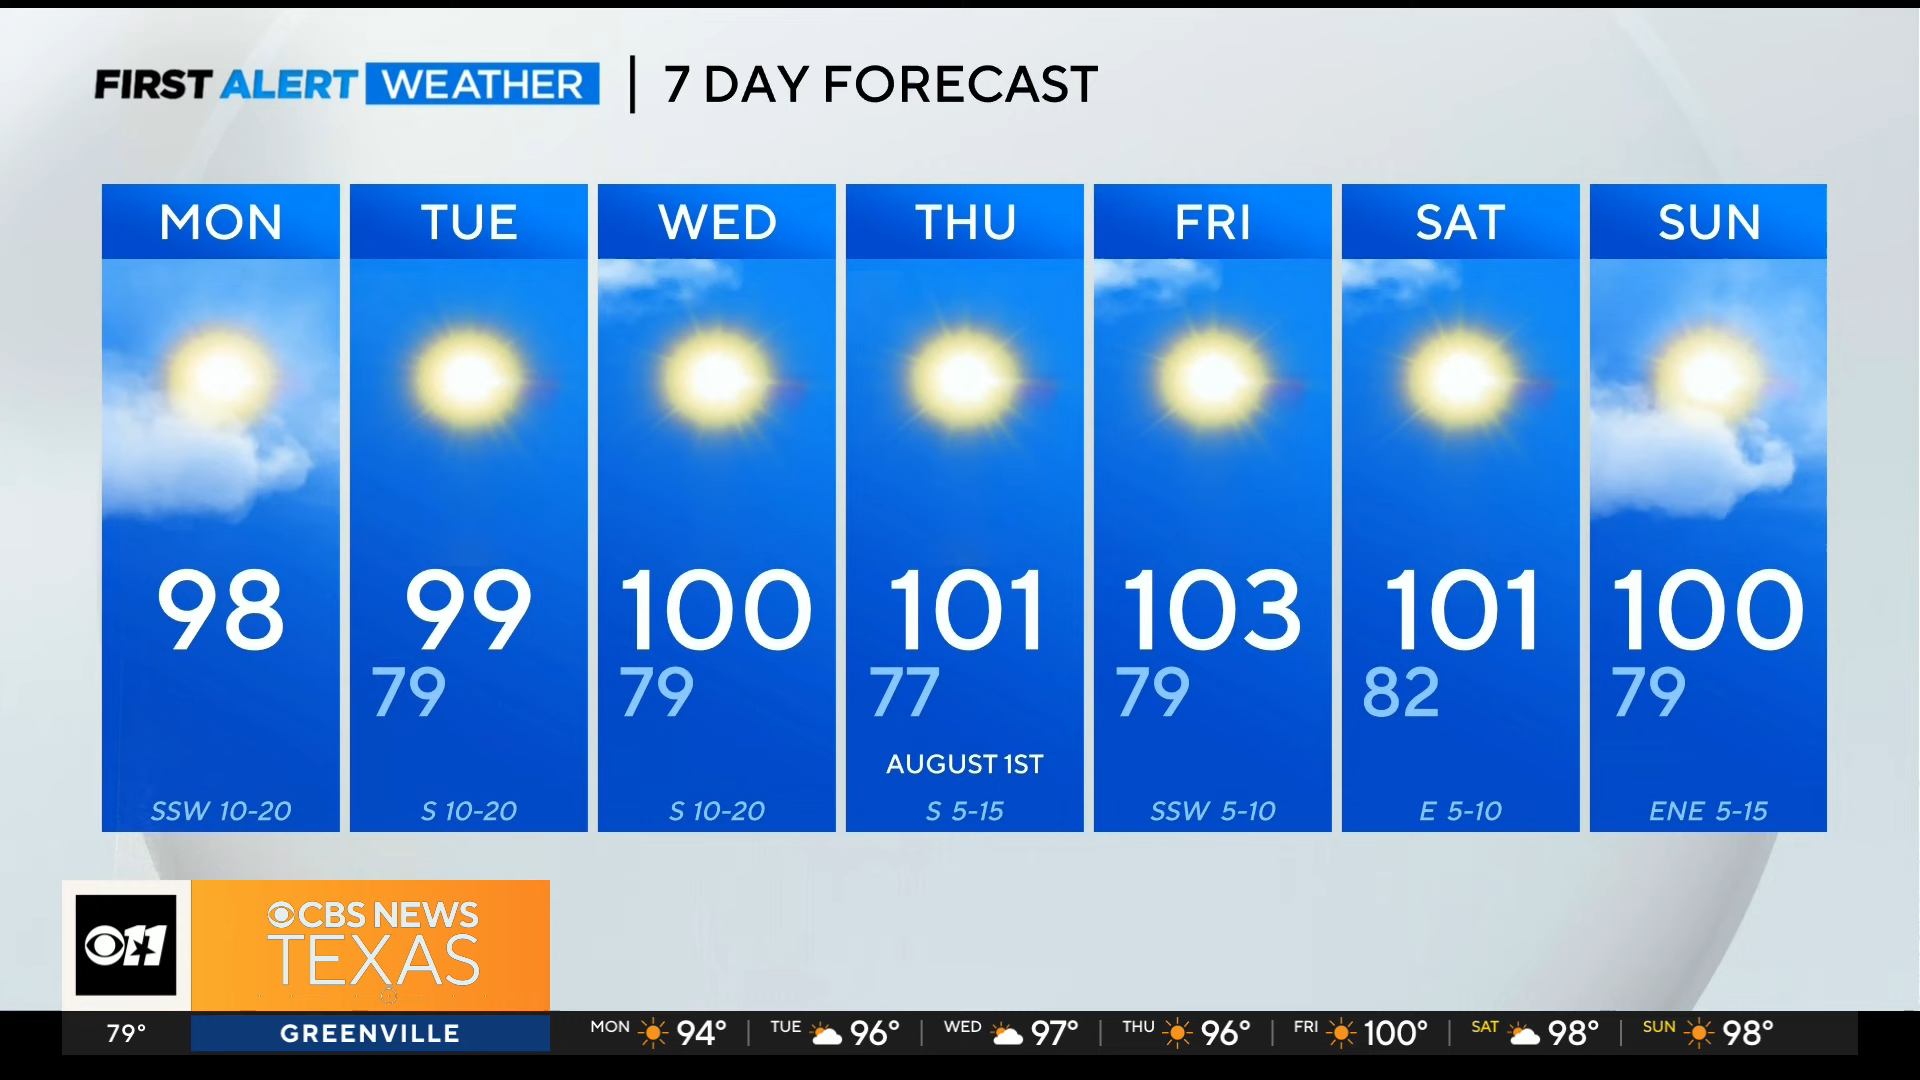 FIRST ALERT WEATHER | 7 DAY FORECAST
MON TUE WED THU FRI SAT SUN
98 99 100 101 103 101 100
79 79 77 79 82 79
AUGUST 1ST
SSW 10-20 S 10-20 S 10-20 S 5-15 SSW 5-10 E 5-10 ENE 5-15
11
CBS NEWS
TEXAS
79° GREENVILLE MON 94° | TUE 96° | WED 97° | THU 96° | FRI 100° | SAT 98° | SUN 98°